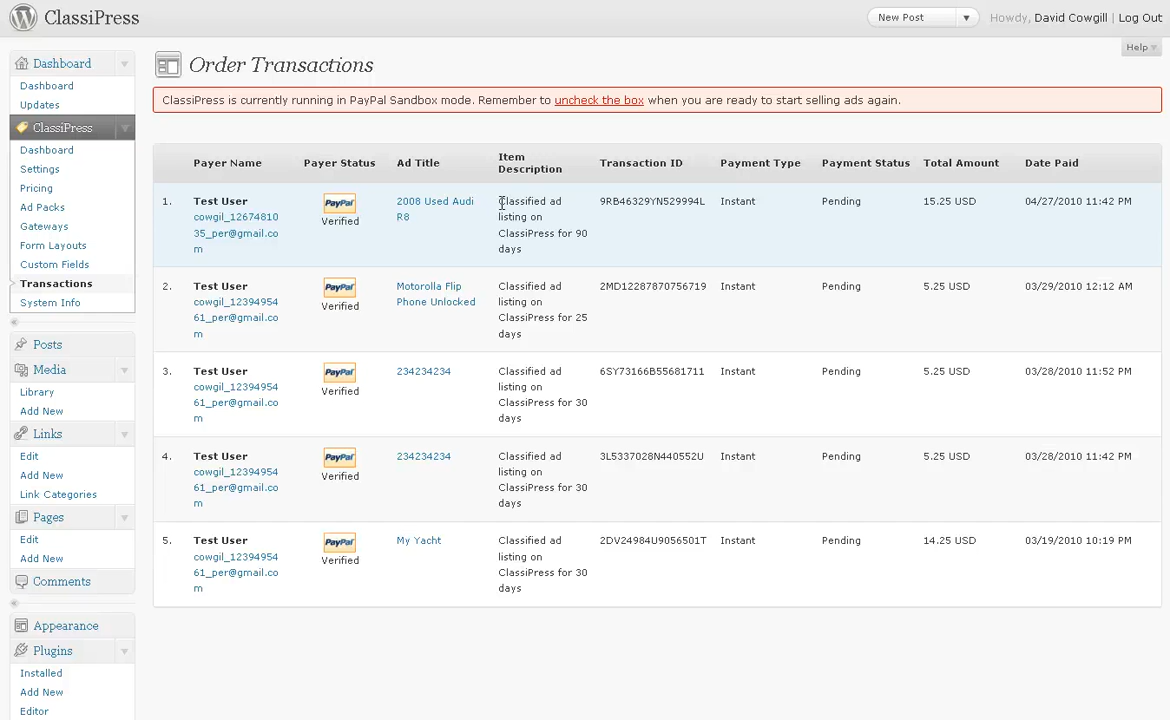 ClassiPress
New Post
Howdy, David Cowgill | Log Out
Help
Dashboard
Dashboard
Updates
ClassiPress
Dashboard
Settings
Pricing
Ad Packs
Gateways
Form Layouts
Custom Fields
Transactions
System Info
Posts
Media
Library
Add New
Links
Edit
Add New
Link Categories
Pages
Edit
Add New
Comments
Appearance
Plugins
Installed
Add New
Editor
Order Transactions
ClassiPress is currently running in PayPal Sandbox mode. Remember to uncheck the box when you are ready to start selling ads again.
Payer Name
Payer Status
Ad Title
Item
Description
Transaction ID
Payment Type
Payment Status
Total Amount
Date Paid
1.
Test User
cowgil_12674810
35_per@gmail.co
m
PayPal
Verified
2008 Used Audi
R8
Classified ad
listing on
ClassiPress for 90
days
9RB46329YN529994L
Instant
Pending
15.25 USD
04/27/2010 11:42 PM
2.
Test User
cowgil_12394954
61_per@gmail.co
m
PayPal
Verified
Motorolla Flip
Phone Unlocked
Classified ad
listing on
ClassiPress for 25
days
2MD12287870756719
Instant
Pending
5.25 USD
03/29/2010 12:12 AM
3.
Test User
cowgil_12394954
61_per@gmail.co
m
PayPal
Verified
234234234
Classified ad
listing on
ClassiPress for 30
days
6SY73166B55681711
Instant
Pending
5.25 USD
03/28/2010 11:52 PM
4.
Test User
cowgil_12394954
61_per@gmail.co
m
PayPal
Verified
234234234
Classified ad
listing on
ClassiPress for 30
days
3L5337028N440552U
Instant
Pending
5.25 USD
03/28/2010 11:42 PM
5.
Test User
cowgil_12394954
61_per@gmail.co
m
PayPal
Verified
My Yacht
Classified ad
listing on
ClassiPress for 30
days
2DV24984U9056501T
Instant
Pending
14.25 USD
03/19/2010 10:19 PM